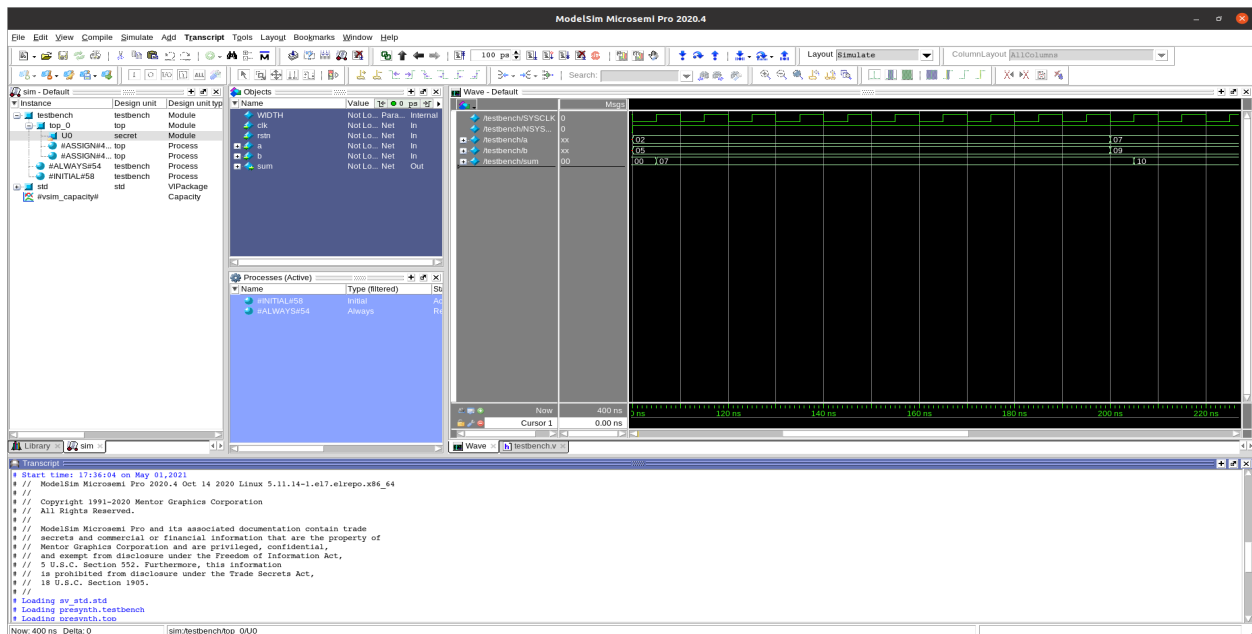 ModelSim Microsemi Pro 2020.4
File Edit View Compile Simulate Add Transcript Tools Layout Bookmarks Window Help
100 ps
Layout Simulate
ColumnLayout AllColumns
Search:
sim - Default
Instance Design unit Design unit typ
testbench testbench Module
top_0 top Module
U0 secret Module
#ASSIGN#4... top Process
#ASSIGN#4... top Process
#ALWAYS#54 testbench Process
#INITIAL#58 testbench Process
std std VlPackage
#vsim_capacity# Capacity
Library sim
Objects
Name Value 0 ps
WIDTH Not Lo... Para... Internal
clk Not Lo... Net In
rstn Not Lo... Net In
a Not Lo... Net In
b Not Lo... Net In
sum Not Lo... Net Out
Processes (Active)
Name Type (filtered) Sta
#INITIAL#58 Initial Ac
#ALWAYS#54 Always Re
Wave - Default
Msgs
/testbench/SYSCLK 0
/testbench/NSYS... 0
/testbench/a xx 02 07
/testbench/b xx 05 09
/testbench/sum 00 00 07 10
Now 400 ns
Cursor 1 0.00 ns
ns 120 ns 140 ns 160 ns 180 ns 200 ns 220 ns
Wave testbench.v
Transcript
# Start time: 17:36:04 on May 01,2021
# // ModelSim Microsemi Pro 2020.4 Oct 14 2020 Linux 5.11.14-1.el7.elrepo.x86_64
# //
# // Copyright 1991-2020 Mentor Graphics Corporation
# // All Rights Reserved.
# //
# // ModelSim Microsemi Pro and its associated documentation contain trade
# // secrets and commercial or financial information that are the property of
# // Mentor Graphics Corporation and are privileged, confidential,
# // and exempt from disclosure under the Freedom of Information Act,
# // 5 U.S.C. Section 552. Furthermore, this information
# // is prohibited from disclosure under the Trade Secrets Act,
# // 18 U.S.C. Section 1905.
# //
# Loading sv_std.std
# Loading presynth.testbench
# Loading presynth.top
Now: 400 ns Delta: 0 sim:/testbench/top_0/U0